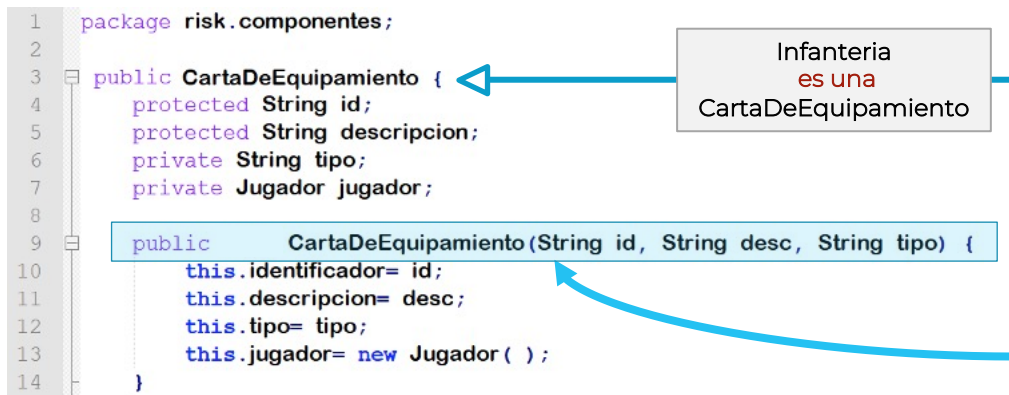 1 package risk.componentes;
2
3 public CartaDeEquipamiento {
4 protected String id;
5 protected String descripcion;
6 private String tipo;
7 private Jugador jugador;
8
9 public CartaDeEquipamiento(String id, String desc, String tipo) {
10 this.identificador= id;
11 this.descripcion= desc;
12 this.tipo= tipo;
13 this.jugador= new Jugador( );
14 }
Infanteria
es una
CartaDeEquipamiento